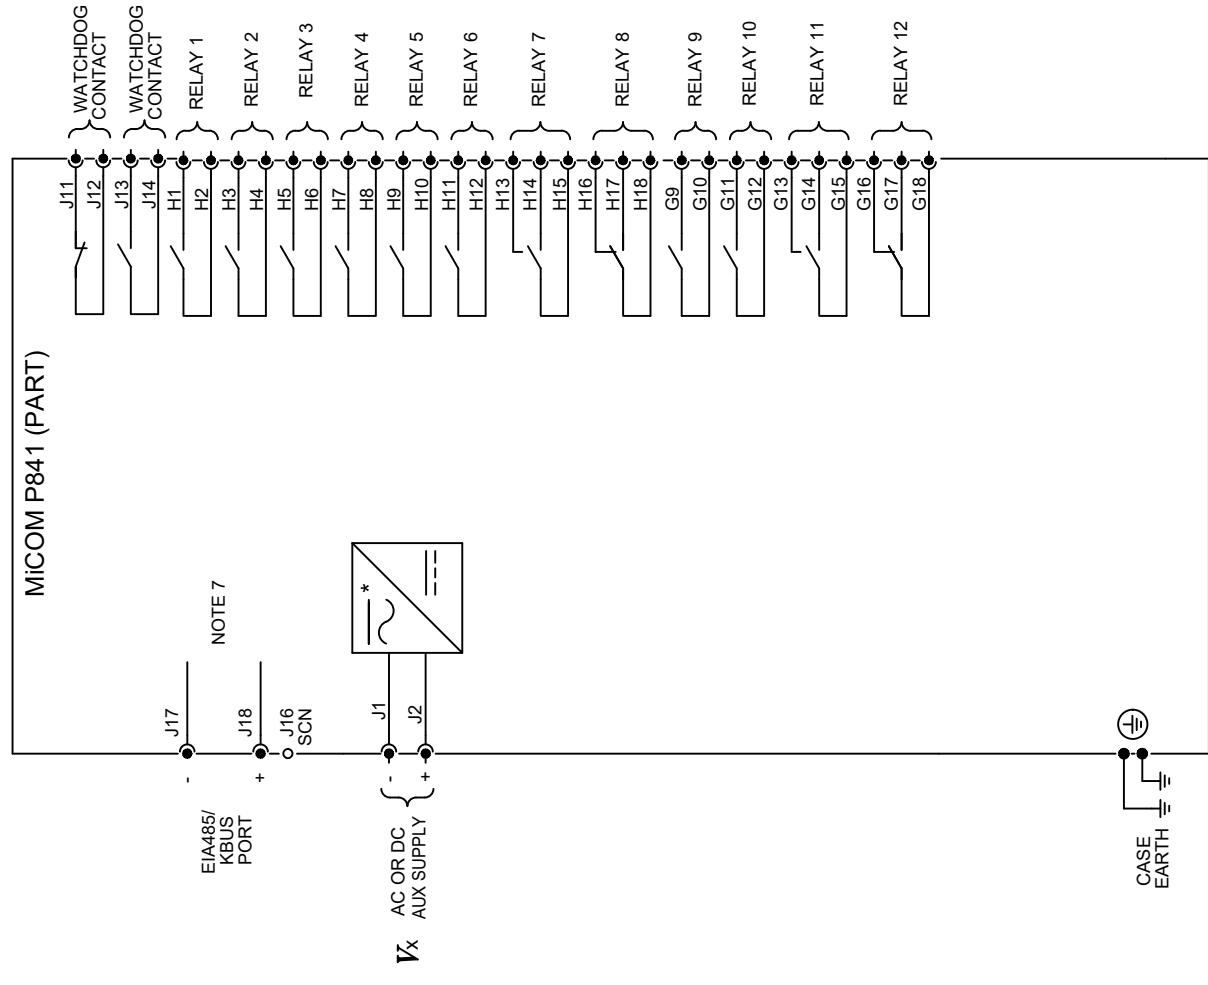 WATCHDOG
CONTACT
WATCHDOG
CONTACT
RELAY 1
RELAY 2
RELAY 3
RELAY 4
RELAY 5
RELAY 6
RELAY 7
RELAY 8
RELAY 9
RELAY 10
RELAY 11
RELAY 12
J11
J12
J13
J14
H1
H2
H3
H4
H5
H6
H7
H8
H9
H10
H11
H12
H13
H14
H15
H16
H17
H18
G9
G10
G11
G12
G13
G14
G15
G16
G17
G18
MiCOM P841 (PART)
NOTE 7
*
J17
J18
J16
SCN
J1
J2
-
+
-
+
EIA485/
KBUS
PORT
AC OR DC
AUX SUPPLY
Vx
CASE
EARTH